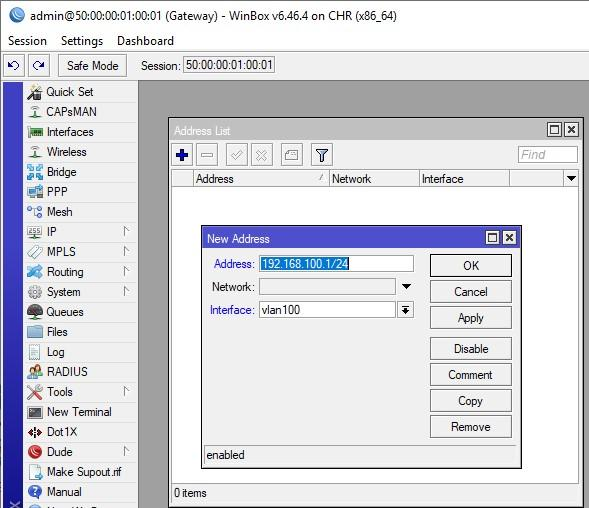 admin@50:00:00:01:00:01 (Gateway) - WinBox v6.46.4 on CHR (x86_64)
Session Settings Dashboard
Safe Mode Session: 50:00:00:01:00:01
Quick Set
CAPsMAN
Interfaces
Wireless
Bridge
PPP
Mesh
IP
MPLS
Routing
System
Queues
Files
Log
RADIUS
Tools
New Terminal
Dot1X
Dude
Make Supout.rif
Manual
Address List
Find
Address Network Interface
New Address
Address: 192.168.100.1/24 OK
Network: Cancel
Interface: vlan100 Apply
Disable
Comment
Copy
Remove
enabled
0 items